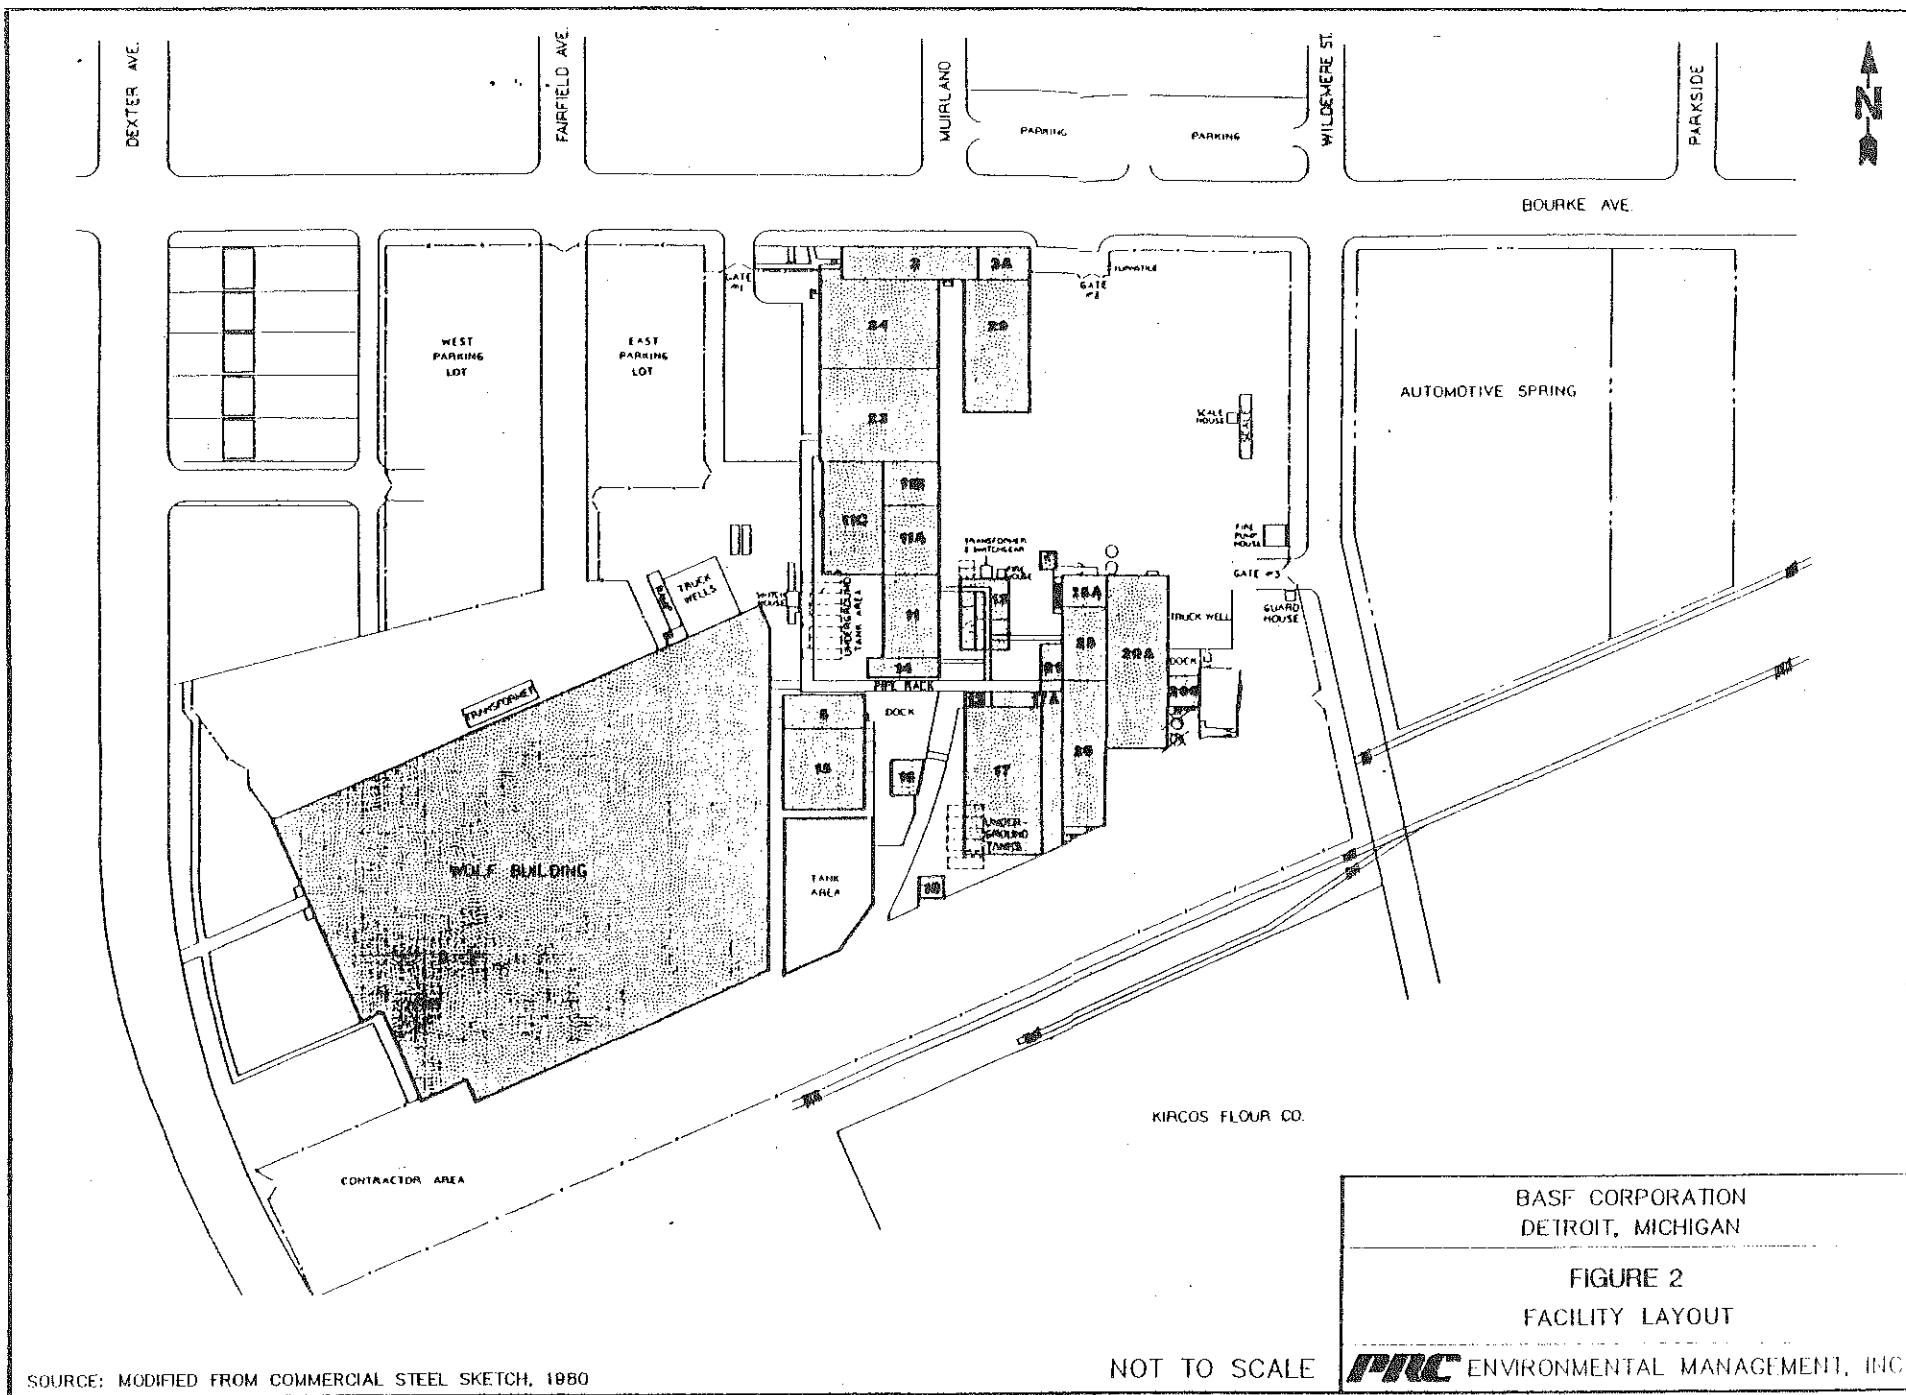 DEXTER AVE.
FAIRFIELD AVE.
MUIRLAND
WILDEMERE ST.
PARKSIDE
N
PARKING
PARKING
BOURKE AVE.
GATE
#1
TURNSTILE
GATE
#2
WEST
PARKING
LOT
EAST
PARKING
LOT
AUTOMOTIVE SPRING
SCALE
HOUSE
SCALE
11B
11C
11A
FIRE
PUMP
HOUSE
TRANSFORMER
& SWITCHGEAR
GATE #3
GUARD
HOUSE
TRUCK
WELLS
HOUSE
UNDERGROUND
TANK AREA
11
TRUCK WELL
DOCK
14
PIPE RACK
17A
TRANSFORMER
DOCK
17
16
UNDER-
GROUND
TANKS
WOLF BUILDING
TANK
AREA
CONTRACTOR AREA
KIRCOS FLOUR CO.
BASF CORPORATION
DETROIT, MICHIGAN
FIGURE 2
FACILITY LAYOUT
PRC ENVIRONMENTAL MANAGEMENT, INC
NOT TO SCALE
SOURCE: MODIFIED FROM COMMERCIAL STEEL SKETCH, 1980